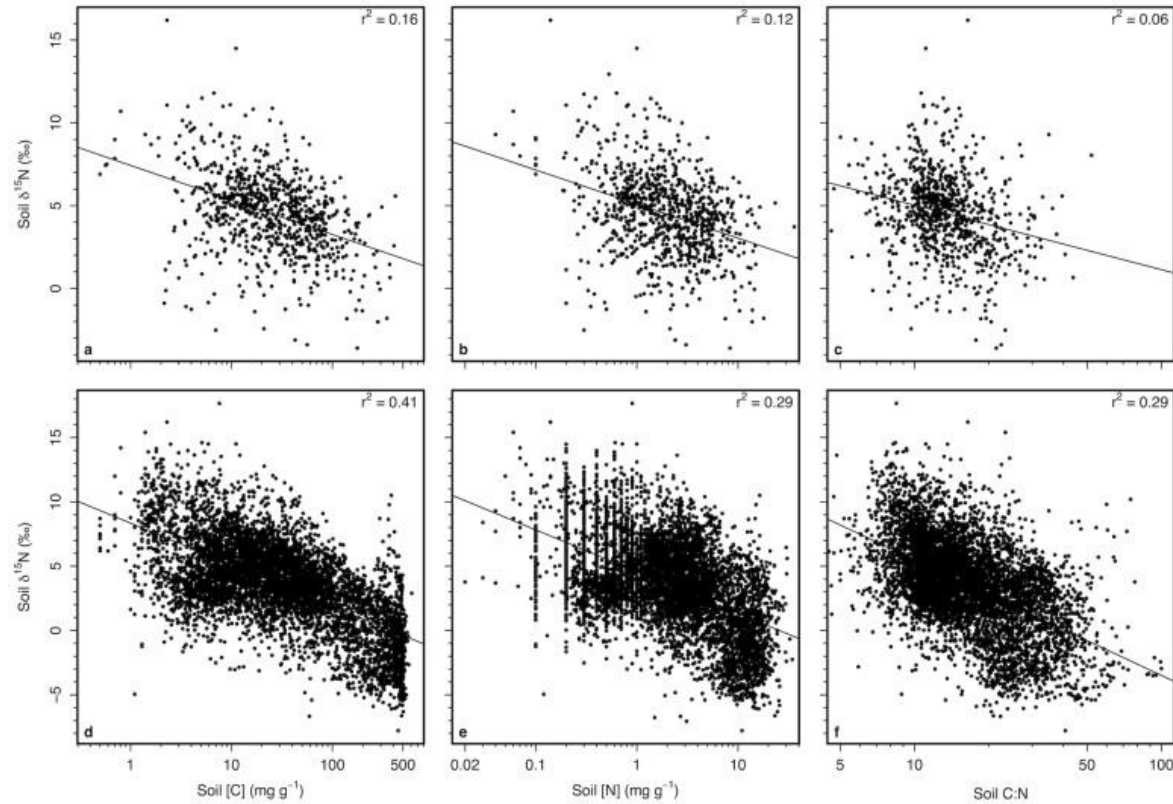 r² = 0.16
r² = 0.12
r² = 0.06
15
10
5
0
Soil δ¹⁵N (‰)
a
b
c
r² = 0.41
r² = 0.29
r² = 0.29
15
10
5
0
-5
Soil δ¹⁵N (‰)
d
e
f
1 10 100 500
0.02 0.1 1 10
5 10 50 100
Soil [C] (mg g⁻¹)
Soil [N] (mg g⁻¹)
Soil C:N